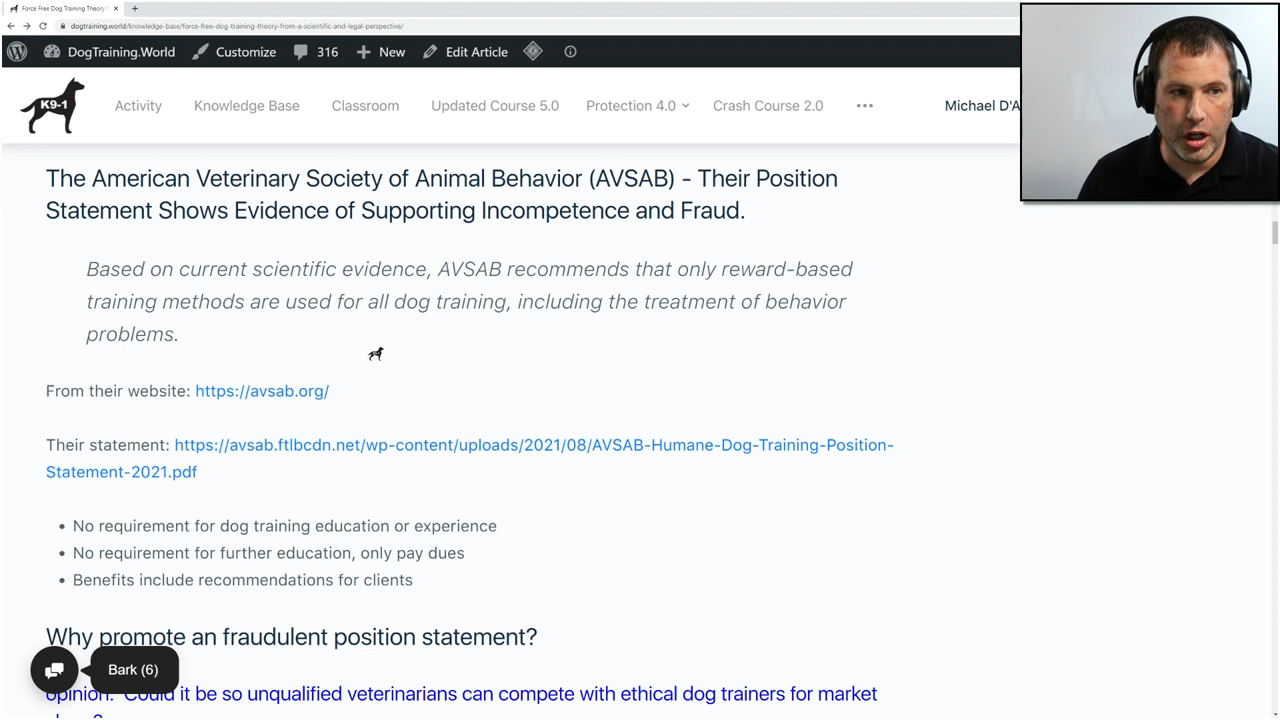 Force Free Dog Training Theory
dogtraining.world/knowledge-base/force-free-dog-training-theory-from-a-scientific-and-legal-perspective/
DogTraining.World Customize 316 New Edit Article
K9-1
Activity Knowledge Base Classroom Updated Course 5.0 Protection 4.0 Crash Course 2.0 Michael D'A
The American Veterinary Society of Animal Behavior (AVSAB) - Their Position
Statement Shows Evidence of Supporting Incompetence and Fraud.
Based on current scientific evidence, AVSAB recommends that only reward-based
training methods are used for all dog training, including the treatment of behavior
problems.
From their website: https://avsab.org/
Their statement: https://avsab.ftlbcdn.net/wp-content/uploads/2021/08/AVSAB-Humane-Dog-Training-Position-
Statement-2021.pdf
• No requirement for dog training education or experience
• No requirement for further education, only pay dues
• Benefits include recommendations for clients
Why promote an fraudulent position statement?
Bark (6)
opinion: Could it be so unqualified veterinarians can compete with ethical dog trainers for market